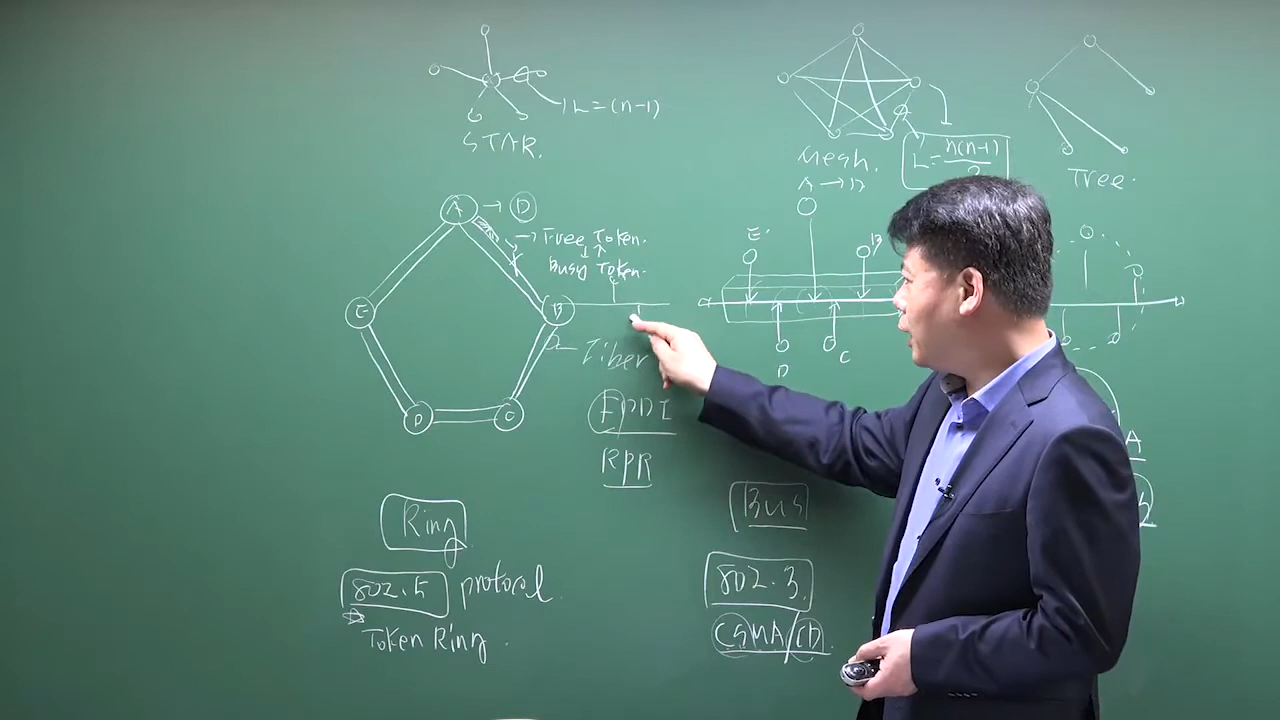 L=(n-1)
STAR.
Mesh.
A→B
L=n(n-1)/2
Tree.
A → D
→ Free Token.
Busy Token.
E
B
D
C
Fiber
FDDI
RPR
E
B
D
C
A
Ring
802.5 protocol.
Token Ring.
Bus
802.3
CSMA/CD